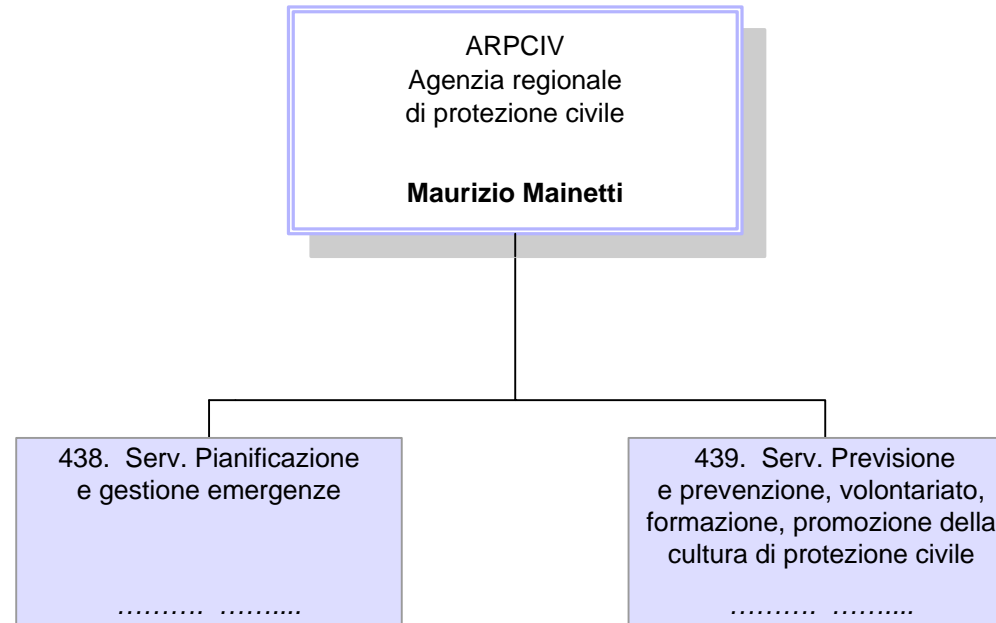 ARPCIV
Agenzia regionale
di protezione civile
Maurizio Mainetti
438. Serv. Pianificazione
e gestione emergenze
………. ……....
439. Serv. Previsione
e prevenzione, volontariato,
formazione, promozione della
cultura di protezione civile
………. ……....